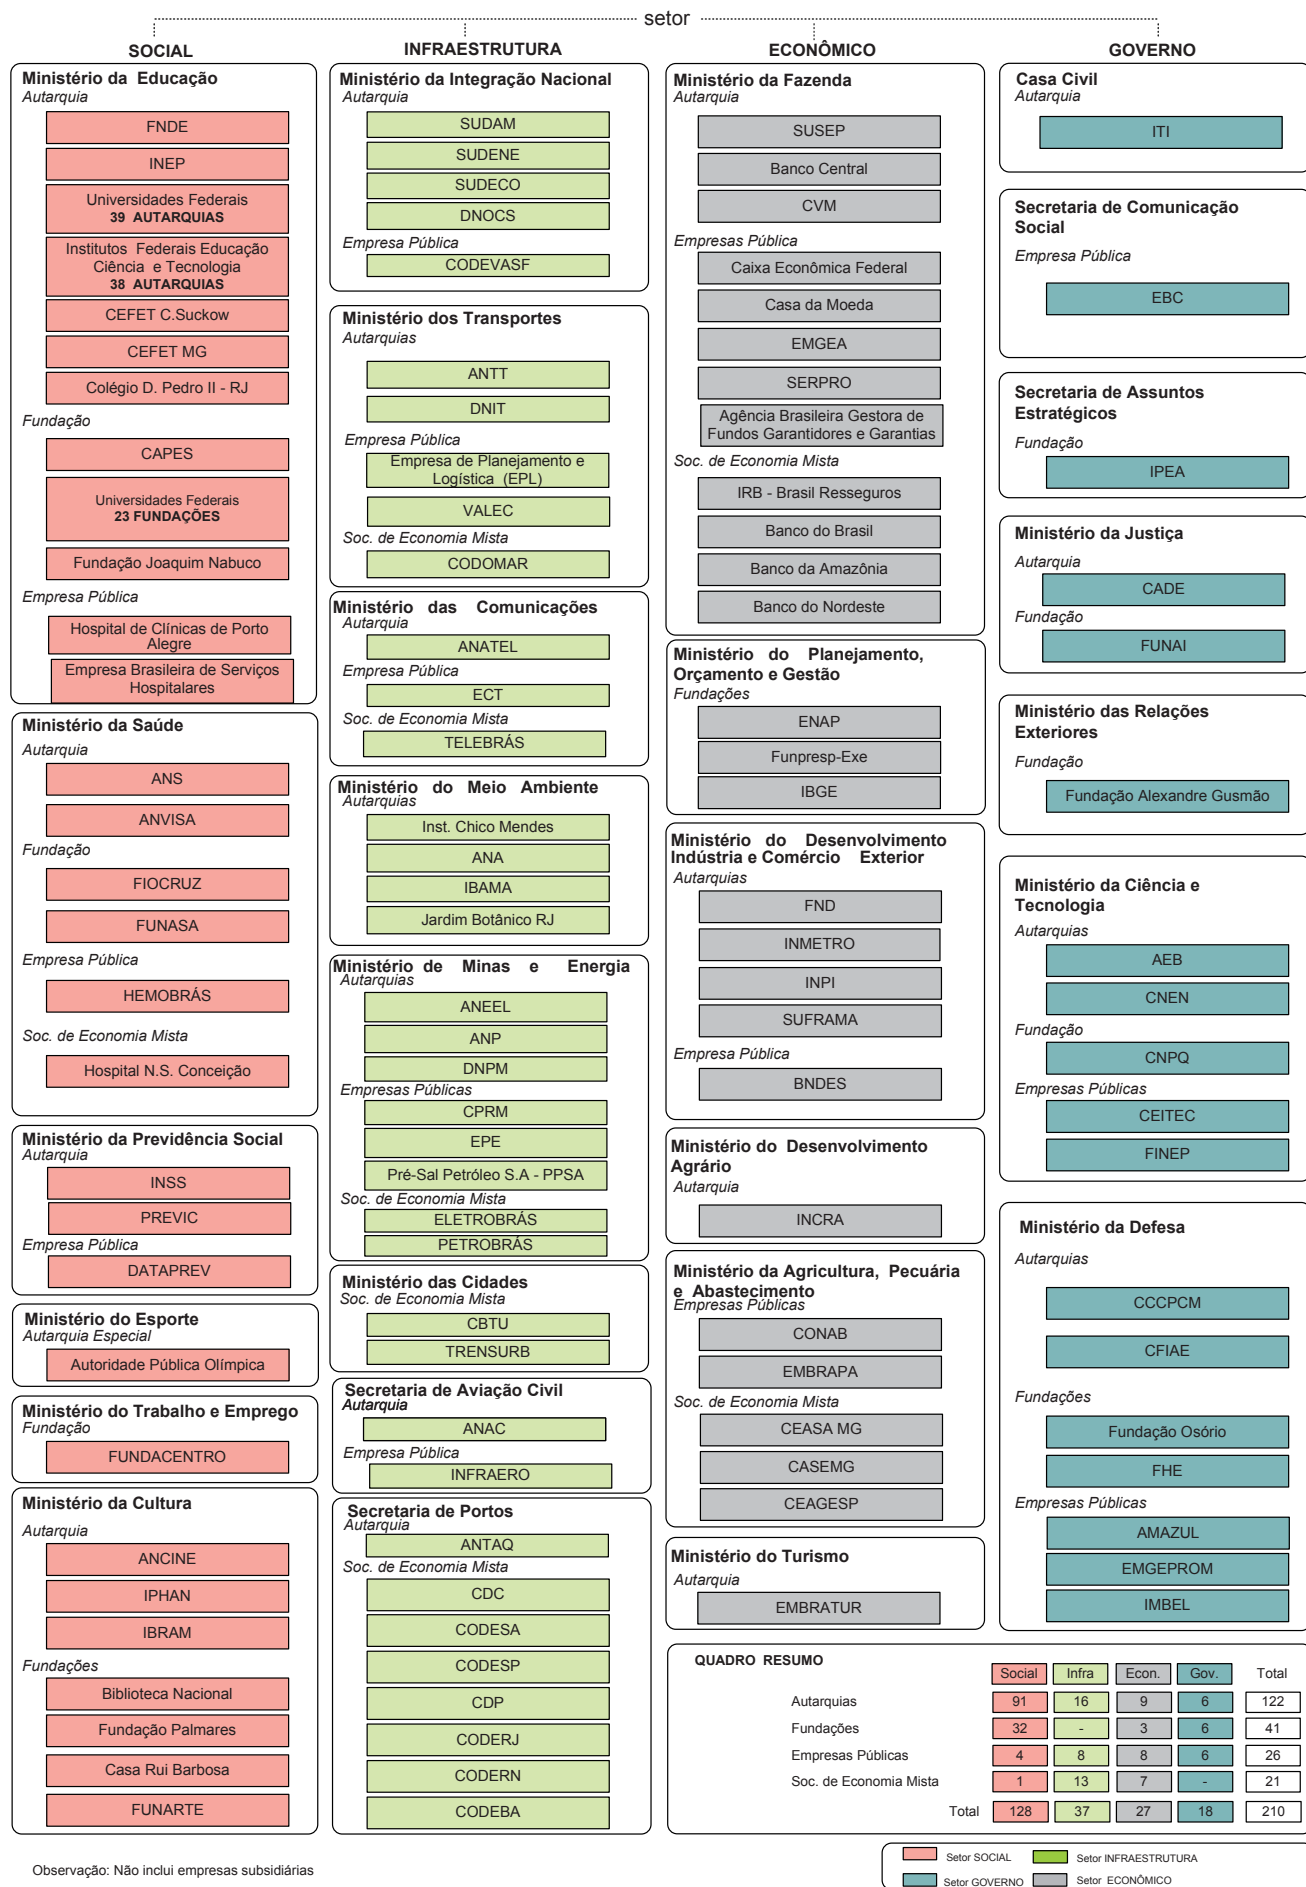 setor
SOCIAL
Ministério da Educação
Autarquia
FNDE
INEP
Universidades Federais
39 AUTARQUIAS
Institutos Federais Educação
Ciência e Tecnologia
38 AUTARQUIAS
CEFET C.Suckow
CEFET MG
Colégio D. Pedro II - RJ
Fundação
CAPES
Universidades Federais
23 FUNDAÇÕES
Fundação Joaquim Nabuco
Empresa Pública
Hospital de Clínicas de Porto
Alegre
Empresa Brasileira de Serviços
Hospitalares
Ministério da Saúde
Autarquia
ANS
ANVISA
Fundação
FIOCRUZ
FUNASA
Empresa Pública
HEMOBRÁS
Soc. de Economia Mista
Hospital N.S. Conceição
Ministério da Previdência Social
Autarquia
INSS
PREVIC
Empresa Pública
DATAPREV
Ministério do Esporte
Autarquia Especial
Autoridade Pública Olímpica
Ministério do Trabalho e Emprego
Fundação
FUNDACENTRO
Ministério da Cultura
Autarquia
ANCINE
IPHAN
IBRAM
Fundações
Biblioteca Nacional
Fundação Palmares
Casa Rui Barbosa
FUNARTE
INFRAESTRUTURA
Ministério da Integração Nacional
Autarquia
SUDAM
SUDENE
SUDECO
DNOCS
Empresa Pública
CODEVASF
Ministério dos Transportes
Autarquias
ANTT
DNIT
Empresa Pública
Empresa de Planejamento e
Logística (EPL)
VALEC
Soc. de Economia Mista
CODOMAR
Ministério das Comunicações
Autarquia
ANATEL
Empresa Pública
ECT
Soc. de Economia Mista
TELEBRÁS
Ministério do Meio Ambiente
Autarquias
Inst. Chico Mendes
ANA
IBAMA
Jardim Botânico RJ
Ministério de Minas e Energia
Autarquias
ANEEL
ANP
DNPM
Empresas Públicas
CPRM
EPE
Pré-Sal Petróleo S.A - PPSA
Soc. de Economia Mista
ELETROBRÁS
PETROBRÁS
Ministério das Cidades
Soc. de Economia Mista
CBTU
TRENSURB
Secretaria de Aviação Civil
Autarquia
ANAC
Empresa Pública
INFRAERO
Secretaria de Portos
Autarquia
ANTAQ
Soc. de Economia Mista
CDC
CODESA
CODESP
CDP
CODERJ
CODERN
CODEBA
ECONÔMICO
Ministério da Fazenda
Autarquia
SUSEP
Banco Central
CVM
Empresas Pública
Caixa Econômica Federal
Casa da Moeda
EMGEA
SERPRO
Agência Brasileira Gestora de
Fundos Garantidores e Garantias
Soc. de Economia Mista
IRB - Brasil Resseguros
Banco do Brasil
Banco da Amazônia
Banco do Nordeste
Ministério do Planejamento,
Orçamento e Gestão
Fundações
ENAP
Funpresp-Exe
IBGE
Ministério do Desenvolvimento
Indústria e Comércio Exterior
Autarquias
FND
INMETRO
INPI
SUFRAMA
Empresa Pública
BNDES
Ministério do Desenvolvimento
Agrário
Autarquia
INCRA
Ministério da Agricultura, Pecuária
e Abastecimento
Empresas Públicas
CONAB
EMBRAPA
Soc. de Economia Mista
CEASA MG
CASEMG
CEAGESP
Ministério do Turismo
Autarquia
EMBRATUR
GOVERNO
Casa Civil
Autarquia
ITI
Secretaria de Comunicação
Social
Empresa Pública
EBC
Secretaria de Assuntos
Estratégicos
Fundação
IPEA
Ministério da Justiça
Autarquia
CADE
Fundação
FUNAI
Ministério das Relações
Exteriores
Fundação
Fundação Alexandre Gusmão
Ministério da Ciência e
Tecnologia
Autarquias
AEB
CNEN
Fundação
CNPQ
Empresas Públicas
CEITEC
FINEP
Ministério da Defesa
Autarquias
CCCPCM
CFIAE
Fundações
Fundação Osório
FHE
Empresas Públicas
AMAZUL
EMGEPROM
IMBEL
QUADRO RESUMO
Social Infra Econ. Gov. Total
Autarquias 91 16 9 6 122
Fundações 32 - 3 6 41
Empresas Públicas 4 8 8 6 26
Soc. de Economia Mista 1 13 7 - 21
Total 128 37 27 18 210
Observação: Não inclui empresas subsidiárias
Setor SOCIAL Setor INFRAESTRUTURA
Setor GOVERNO Setor ECONÔMICO